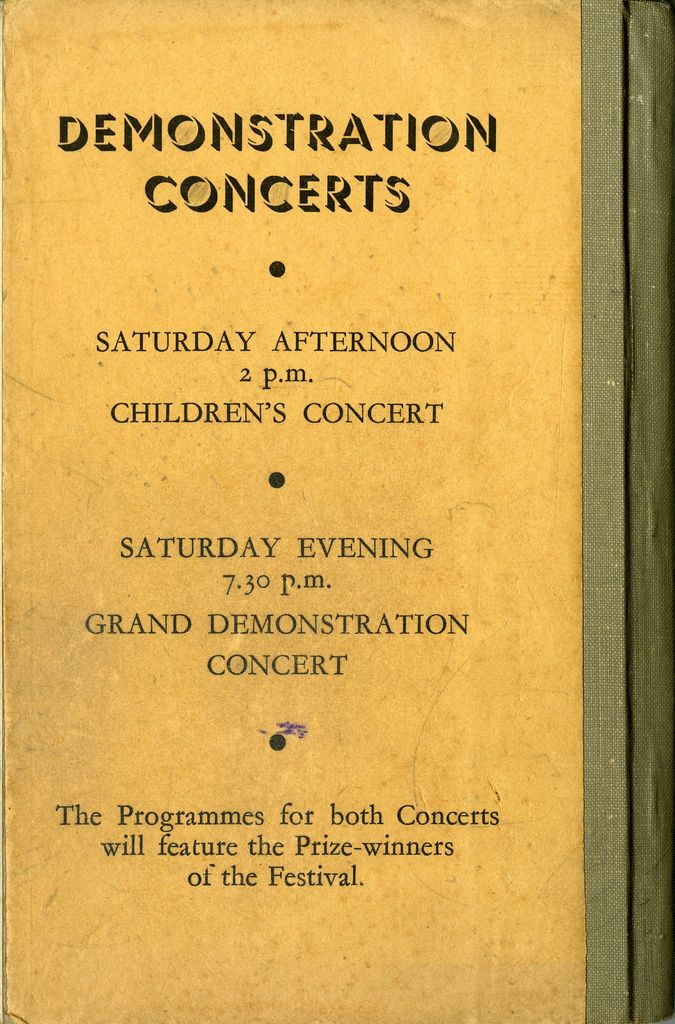 DEMONSTRATION
CONCERTS
SATURDAY AFTERNOON
2 p.m.
CHILDREN'S CONCERT
SATURDAY EVENING
7.30 p.m.
GRAND DEMONSTRATION
CONCERT
The Programmes for both Concerts
will feature the Prize-winners
of the Festival.